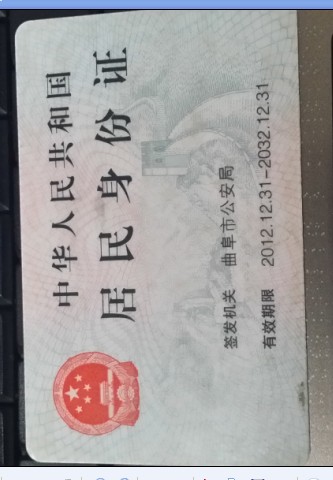 中华人民共和国
居民身份证
签发机关 曲阜市公安局
有效期限 2012.12.31-2032.12.31